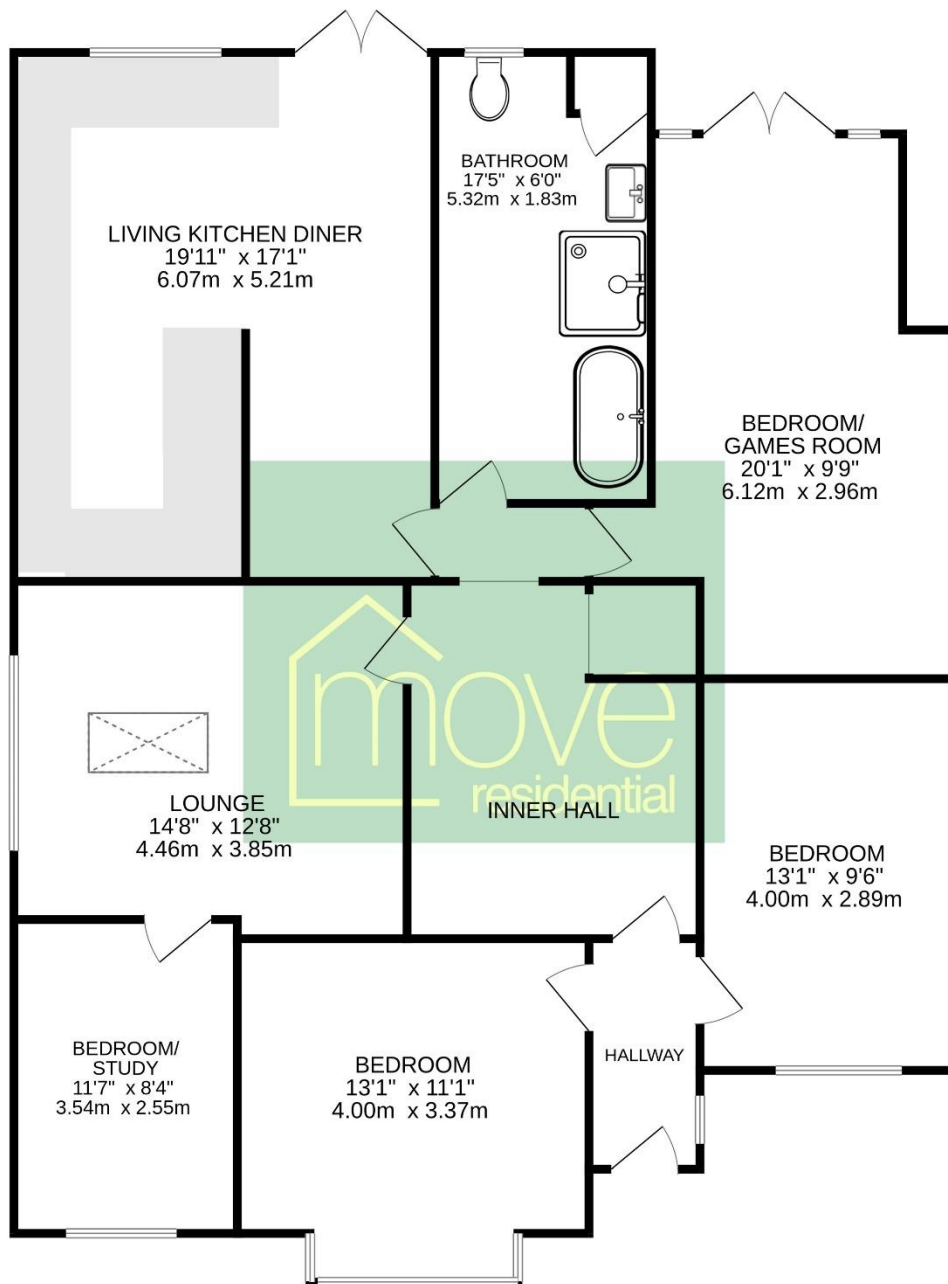 BATHROOM
17'5" x 6'0"
5.32m x 1.83m
LIVING KITCHEN DINER
19'11" x 17'1"
6.07m x 5.21m
BEDROOM/
GAMES ROOM
20'1" x 9'9"
6.12m x 2.96m
move
residential
LOUNGE
14'8" x 12'8"
4.46m x 3.85m
INNER HALL
BEDROOM
13'1" x 9'6"
4.00m x 2.89m
BEDROOM/
STUDY
11'7" x 8'4"
3.54m x 2.55m
BEDROOM
13'1" x 11'1"
4.00m x 3.37m
HALLWAY